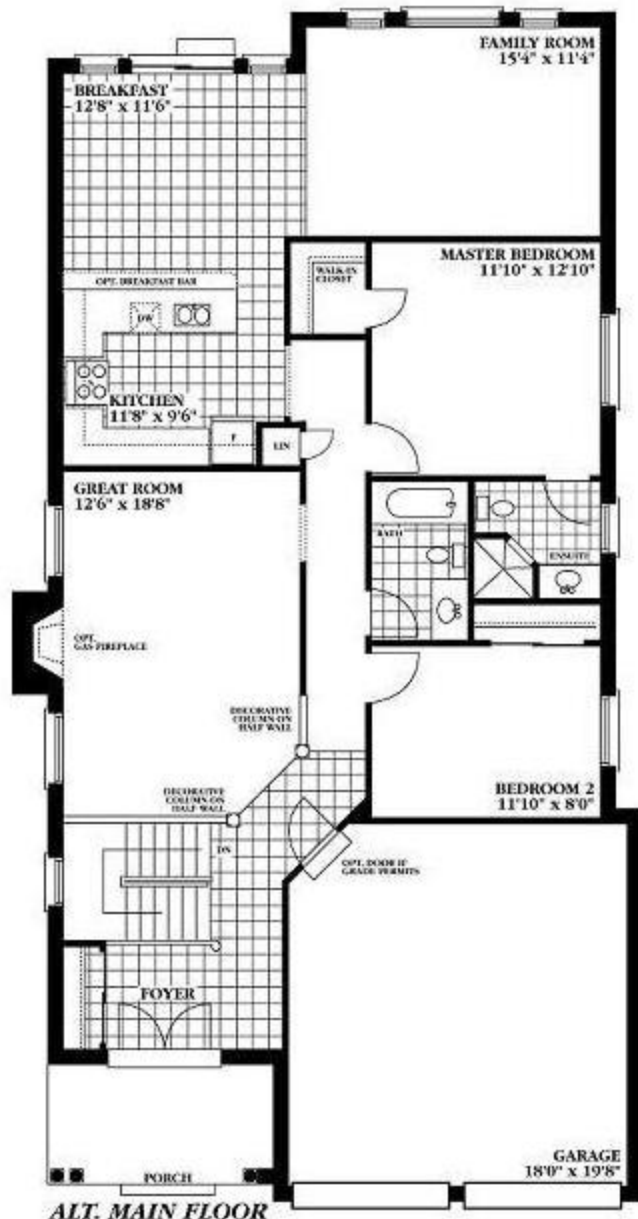 FAMILY ROOM
15'4" x 11'4"
BREAKFAST
12'8" x 11'6"
MASTER BEDROOM
11'10" x 12'10"
WALK-IN
CLOSET
OPT. BREAKFAST BAR
DW
KITCHEN
11'8" x 9'6"
F
LIN
GREAT ROOM
12'6" x 18'8"
BATH
ENSUITE
OPT.
GAS FIREPLACE
DECORATIVE
COLUMN ON
HALF WALL
DECORATIVE
COLUMN ON
HALF WALL
BEDROOM 2
11'10" x 8'0"
DN
OPT. DOOR IF
GRADE PERMITS
FOYER
GARAGE
18'0" x 19'8"
PORCH
ALT. MAIN FLOOR